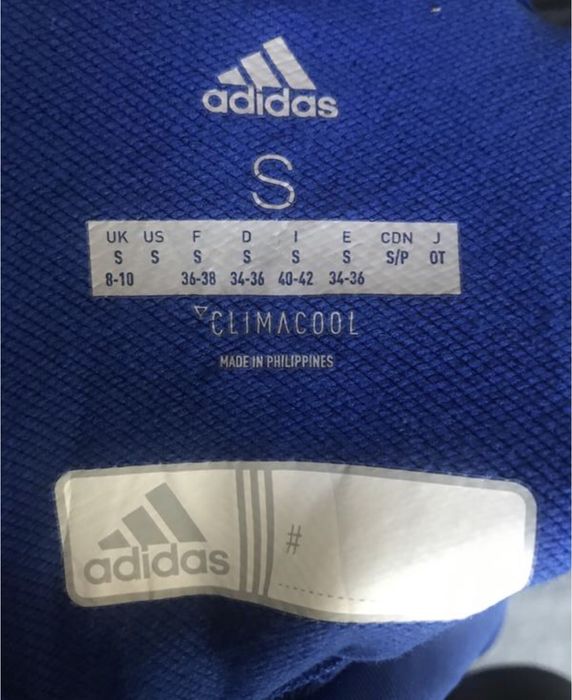 adidas
S
UK US F D I E CDN J
S S S S S S S/P OT
8-10 36-38 34-36 40-42 34-36
CLIMACOOL
MADE IN PHILIPPINES
adidas #